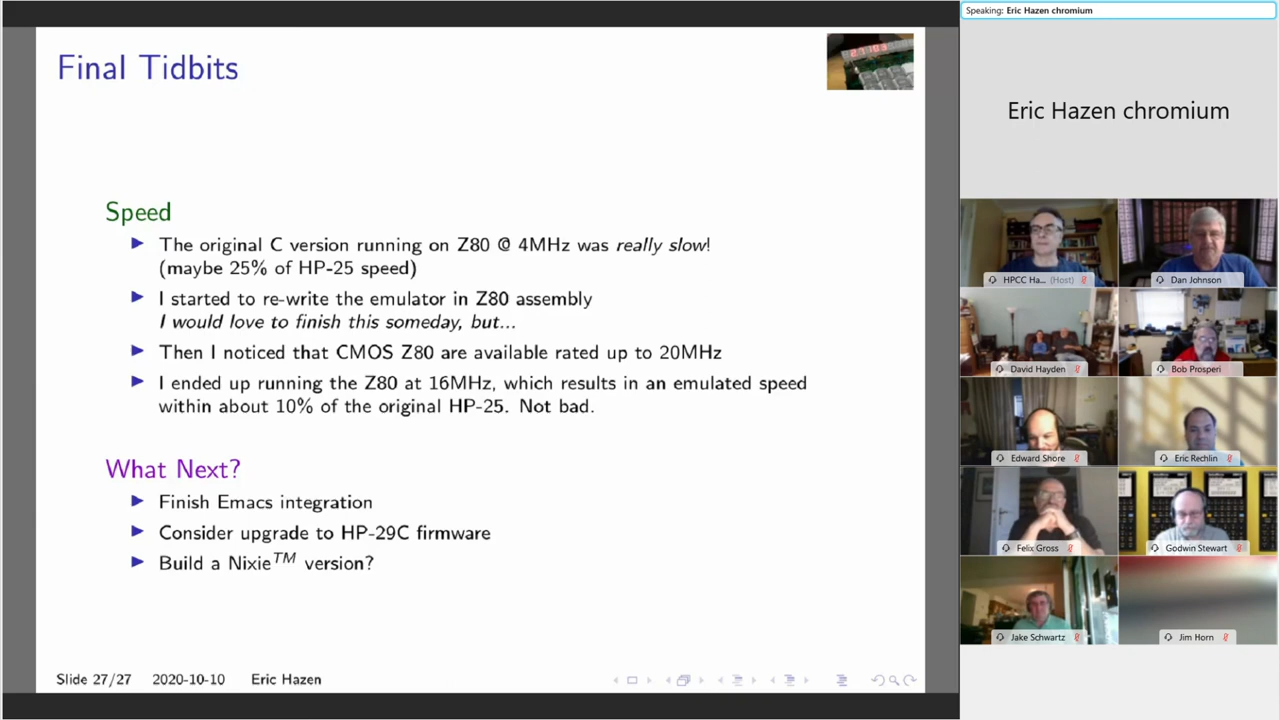 Final Tidbits
Speed
The original C version running on Z80 @ 4MHz was really slow!
(maybe 25% of HP-25 speed)
I started to re-write the emulator in Z80 assembly
I would love to finish this someday, but...
Then I noticed that CMOS Z80 are available rated up to 20MHz
I ended up running the Z80 at 16MHz, which results in an emulated speed
within about 10% of the original HP-25. Not bad.
What Next?
Finish Emacs integration
Consider upgrade to HP-29C firmware
Build a Nixie™ version?
Slide 27/27 2020-10-10 Eric Hazen
Speaking: Eric Hazen chromium
Eric Hazen chromium
HPCC Ha... (Host)
Dan Johnson
David Hayden
Bob Prosperi
Edward Shore
Eric Rechlin
Felix Gross
Godwin Stewart
Jake Schwartz
Jim Horn